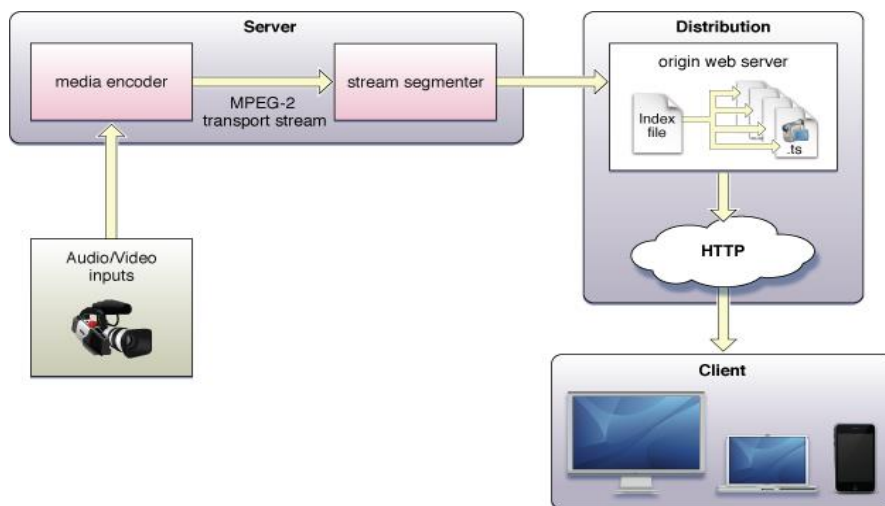 Server
media encoder
MPEG-2
transport stream
stream segmenter
Distribution
origin web server
Index
file
.ts
HTTP
Audio/Video
inputs
Client